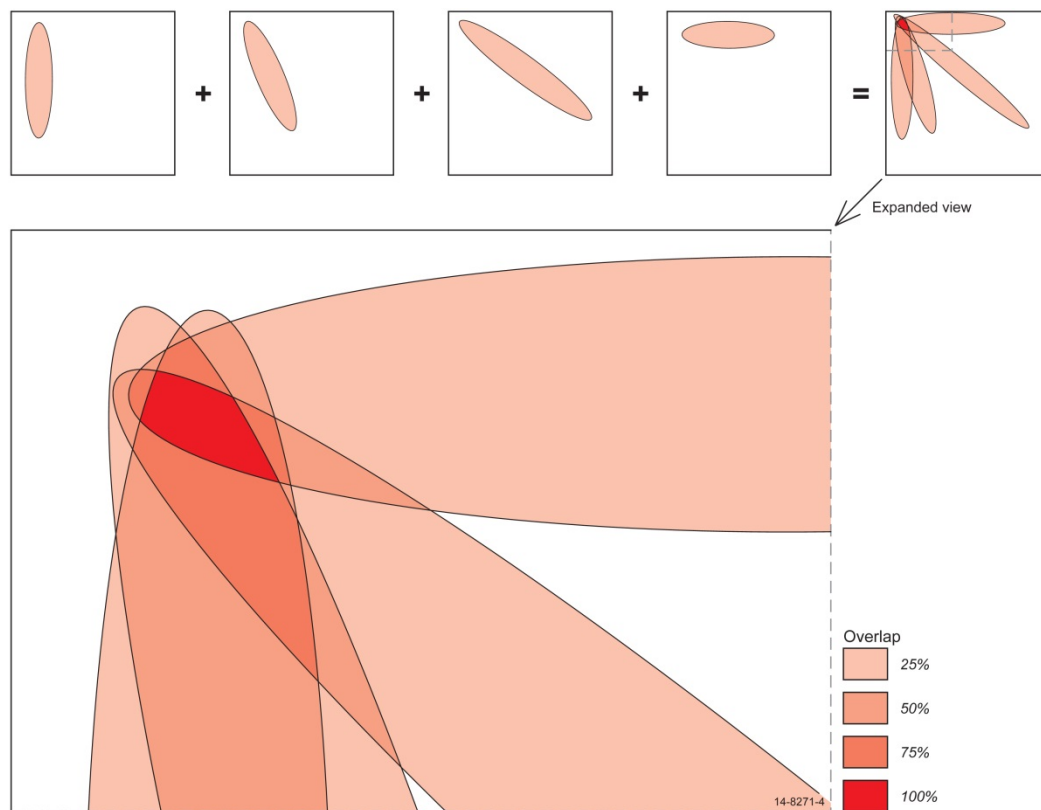 + + + =
Expanded view
Overlap
25%
50%
75%
100%
14-8271-4